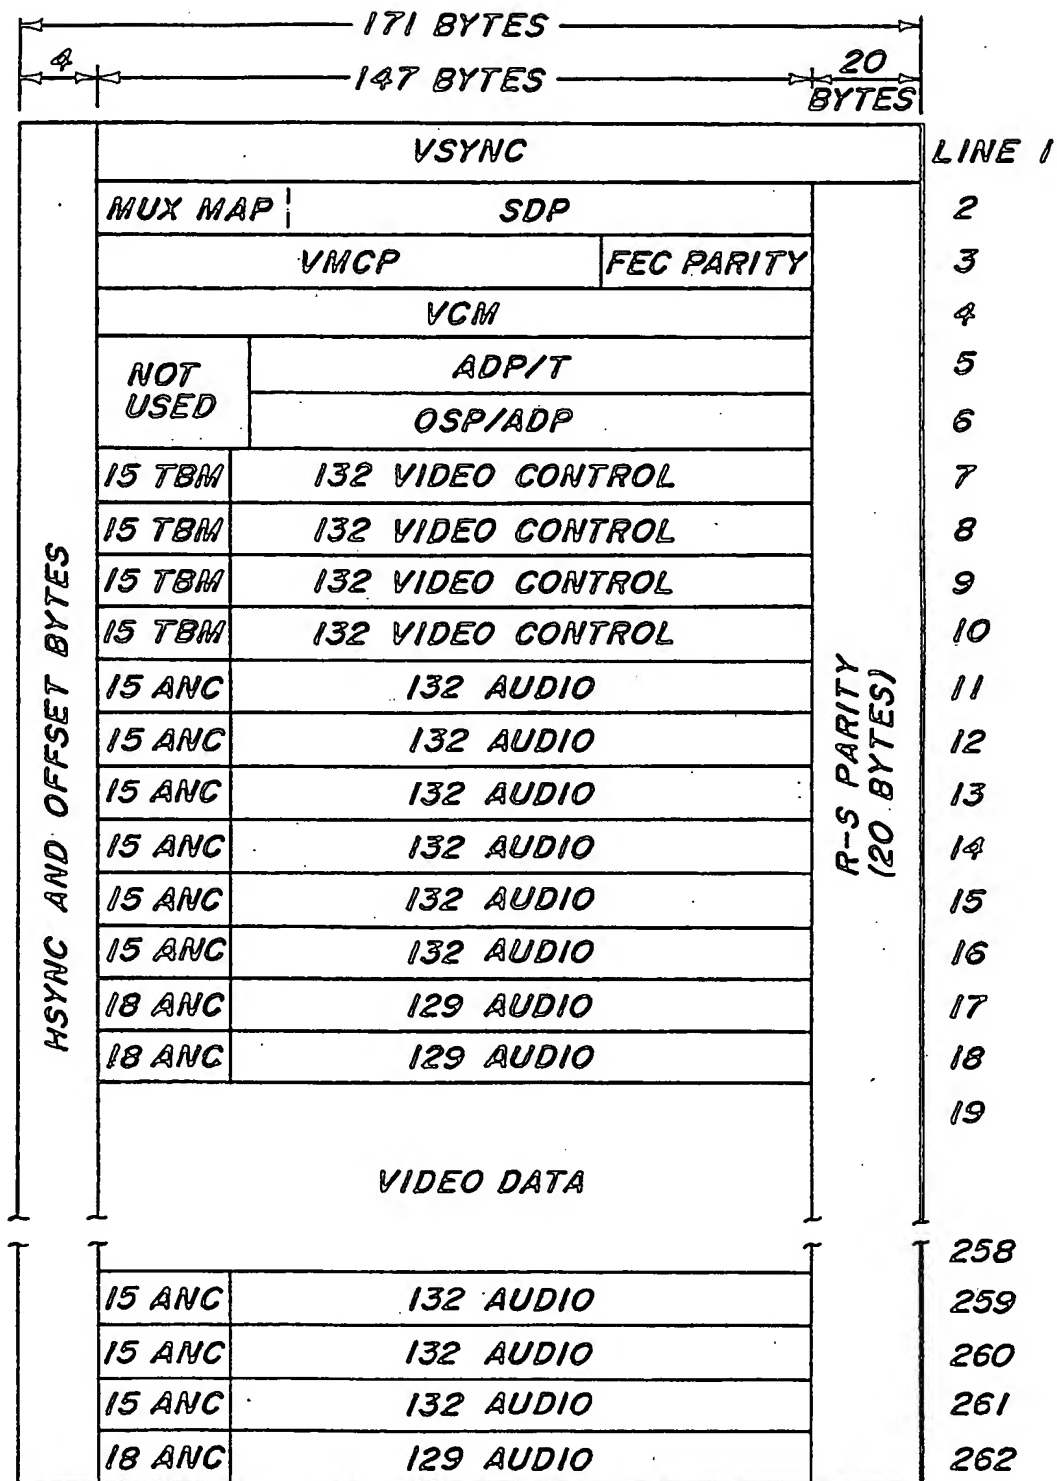 171 BYTES
4
147 BYTES
20
BYTES
VSYNC
LINE 1
MUX MAP
SDP
2
VMCP
FEC PARITY
3
VCM
4
NOT
USED
ADP/T
5
OSP/ADP
6
15 TBM
132 VIDEO CONTROL
7
15 TBM
132 VIDEO CONTROL
8
15 TBM
132 VIDEO CONTROL
9
15 TBM
132 VIDEO CONTROL
10
15 ANC
132 AUDIO
11
15 ANC
132 AUDIO
12
15 ANC
132 AUDIO
13
15 ANC
132 AUDIO
14
15 ANC
132 AUDIO
15
15 ANC
132 AUDIO
16
18 ANC
129 AUDIO
17
18 ANC
129 AUDIO
18
19
HSYNC AND OFFSET BYTES
R-S PARITY
(20 BYTES)
VIDEO DATA
258
15 ANC
132 AUDIO
259
15 ANC
132 AUDIO
260
15 ANC
132 AUDIO
261
18 ANC
129 AUDIO
262